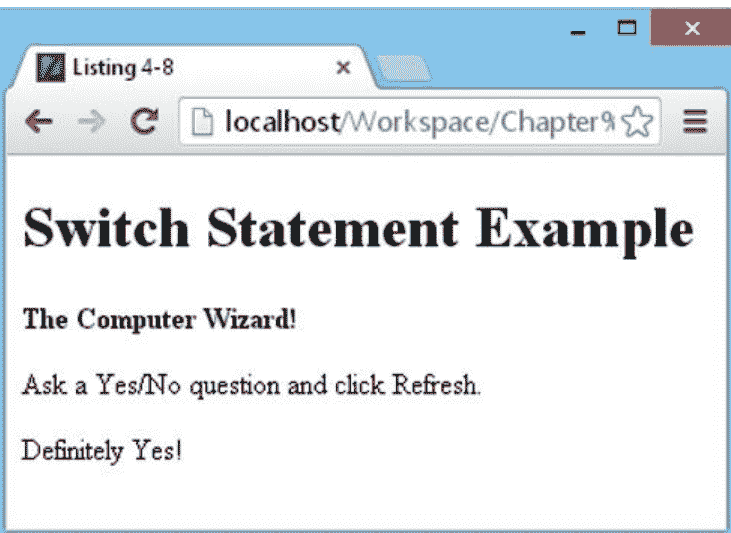 Listing 4-8
localhost/Workspace/Chapter%
Switch Statement Example
The Computer Wizard!
Ask a Yes/No question and click Refresh.
Definitely Yes!